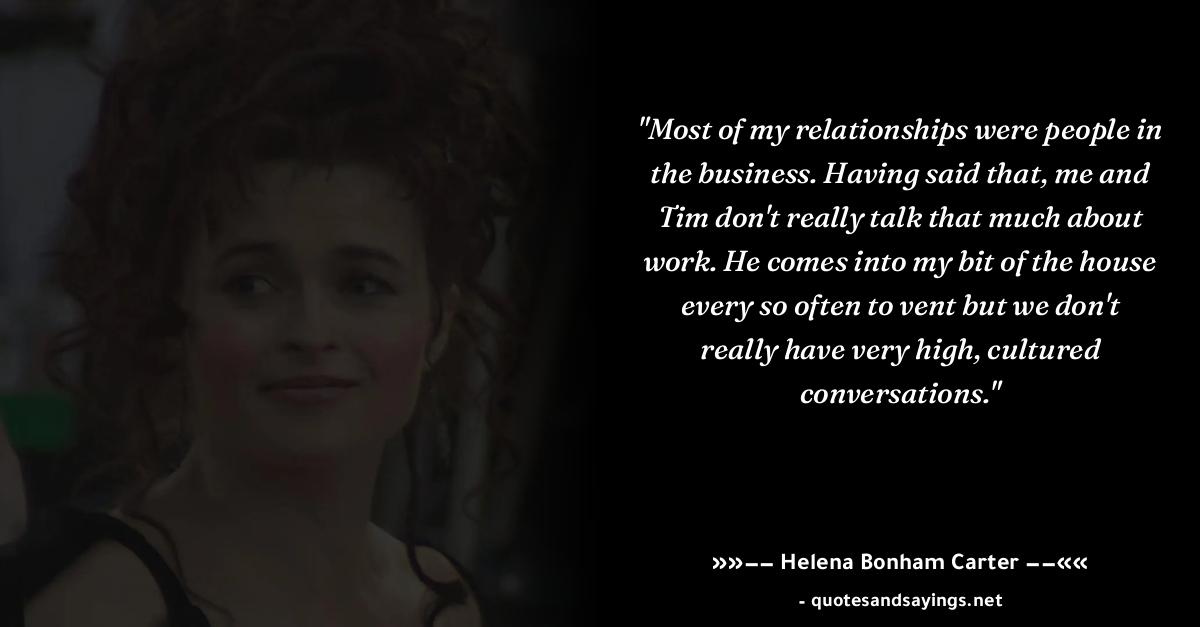 "Most of my relationships were people in
the business. Having said that, me and
Tim don't really talk that much about
work. He comes into my bit of the house
every so often to vent but we don't
really have very high, cultured
conversations."
»»–– Helena Bonham Carter ––««
- quotesandsayings.net